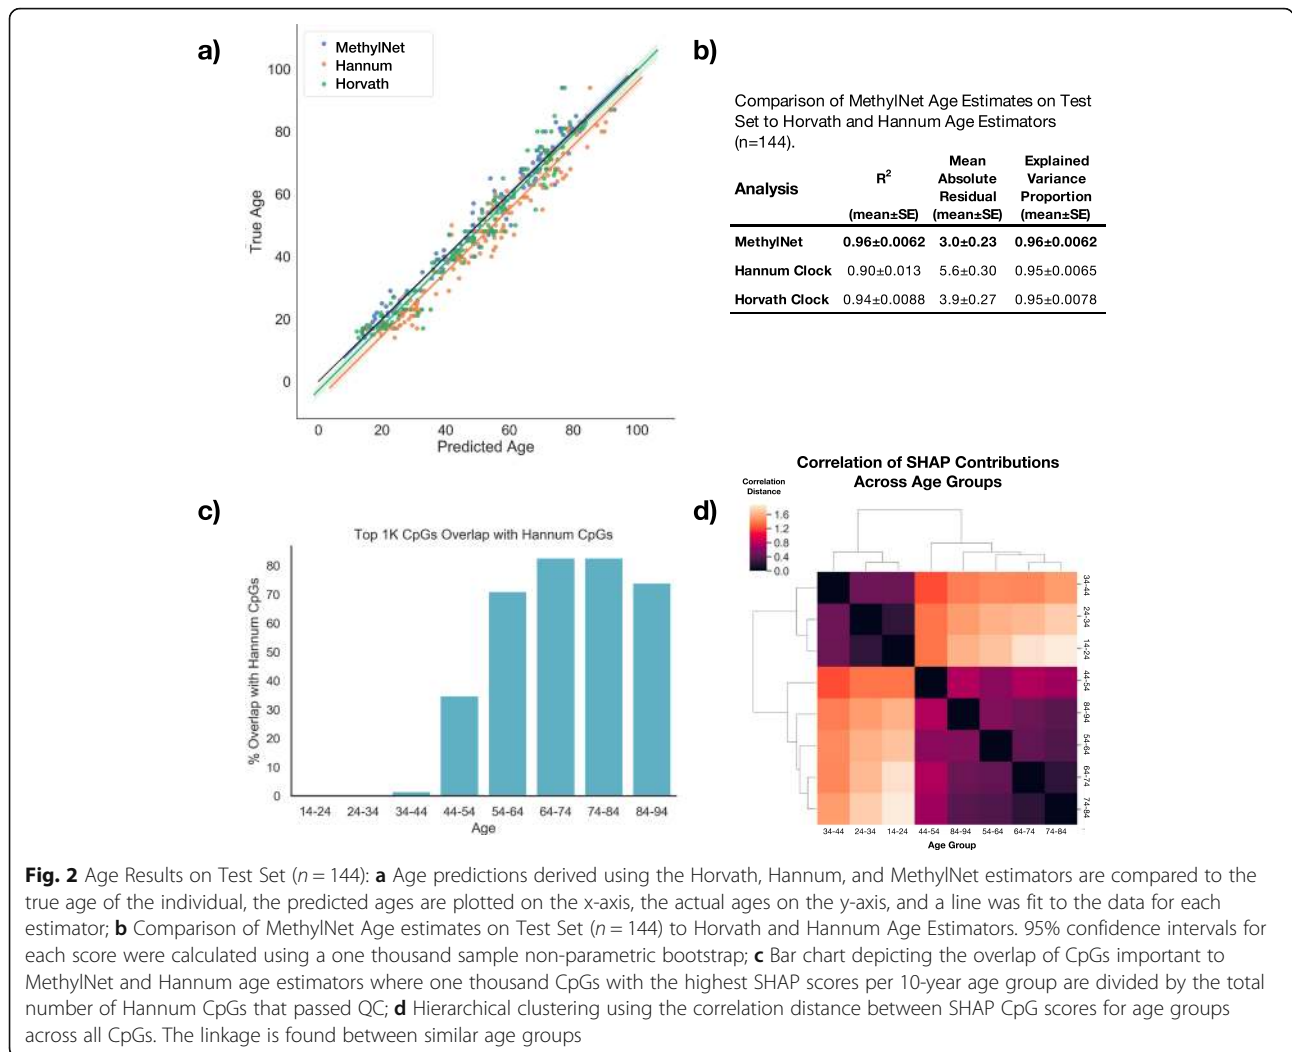 a)
MethylNet
Hannum
Horvath
100
80
60
40
20
0
True Age
0 20 40 60 80 100
Predicted Age
b)
Comparison of MethylNet Age Estimates on Test
Set to Horvath and Hannum Age Estimators
(n=144).
Analysis R2 (mean±SE) Mean Absolute Residual (mean±SE) Explained Variance Proportion (mean±SE)
MethylNet 0.96±0.0062 3.0±0.23 0.96±0.0062
Hannum Clock 0.90±0.013 5.6±0.30 0.95±0.0065
Horvath Clock 0.94±0.0088 3.9±0.27 0.95±0.0078
c)
Top 1K CpGs Overlap with Hannum CpGs
80
70
60
50
40
30
20
10
0
% Overlap with Hannum CpGs
14-24 24-34 34-44 44-54 54-64 64-74 74-84 84-94
Age
d)
Correlation of SHAP Contributions
Across Age Groups
Correlation
Distance
1.6
1.2
0.8
0.4
0.0
34-44
24-34
14-24
44-54
84-94
54-64
64-74
74-84
34-44 24-34 14-24 44-54 84-94 54-64 64-74 74-84
Age Group
Fig. 2 Age Results on Test Set (n = 144): a Age predictions derived using the Horvath, Hannum, and MethylNet estimators are compared to the
true age of the individual, the predicted ages are plotted on the x-axis, the actual ages on the y-axis, and a line was fit to the data for each
estimator; b Comparison of MethylNet Age estimates on Test Set (n = 144) to Horvath and Hannum Age Estimators. 95% confidence intervals for
each score were calculated using a one thousand sample non-parametric bootstrap; c Bar chart depicting the overlap of CpGs important to
MethylNet and Hannum age estimators where one thousand CpGs with the highest SHAP scores per 10-year age group are divided by the total
number of Hannum CpGs that passed QC; d Hierarchical clustering using the correlation distance between SHAP CpG scores for age groups
across all CpGs. The linkage is found between similar age groups